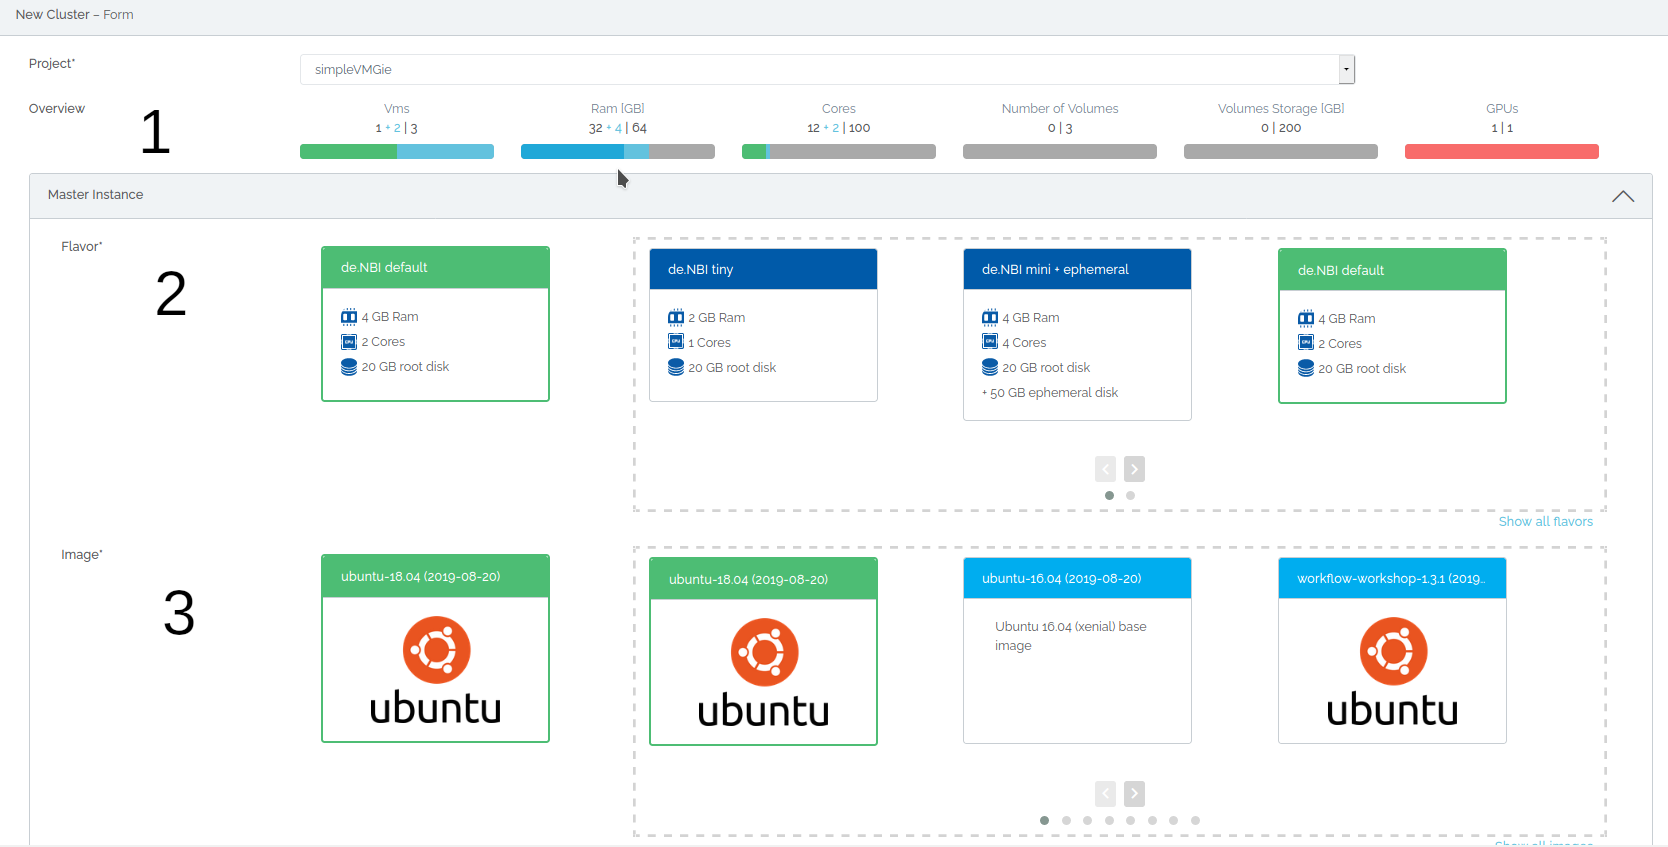 New Cluster – Form
Project*
simpleVMGie
Overview
1
Vms
1 + 2 | 3
Ram [GB]
32 + 4 | 64
Cores
12 + 2 | 100
Number of Volumes
0 | 3
Volumes Storage [GB]
0 | 200
GPUs
1 | 1
Master Instance
Flavor*
2
de.NBI default
4 GB Ram
2 Cores
20 GB root disk
de.NBI tiny
2 GB Ram
1 Cores
20 GB root disk
de.NBI mini + ephemeral
4 GB Ram
4 Cores
20 GB root disk
+ 50 GB ephemeral disk
de.NBI default
4 GB Ram
2 Cores
20 GB root disk
Show all flavors
Image*
3
ubuntu-18.04 (2019-08-20)
ubuntu
ubuntu-18.04 (2019-08-20)
ubuntu
ubuntu-16.04 (2019-08-20)
Ubuntu 16.04 (xenial) base
image
workflow-workshop-1.3.1 (2019...
ubuntu
Show all images